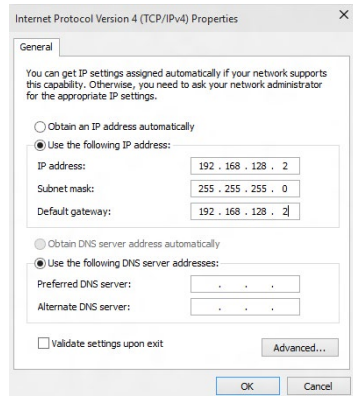 Internet Protocol Version 4 (TCP/IPv4) Properties
General
You can get IP settings assigned automatically if your network supports
this capability. Otherwise, you need to ask your network administrator
for the appropriate IP settings.
Obtain an IP address automatically
Use the following IP address:
IP address: 192 . 168 . 128 . 2
Subnet mask: 255 . 255 . 255 . 0
Default gateway: 192 . 168 . 128 . 2
Obtain DNS server address automatically
Use the following DNS server addresses:
Preferred DNS server: . . .
Alternate DNS server: . . .
Validate settings upon exit
Advanced...
OK Cancel